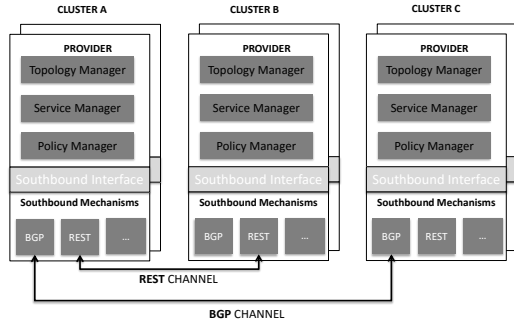 CLUSTER A
PROVIDER
Topology Manager
Service Manager
Policy Manager
Southbound Interface
Southbound Mechanisms
BGP
REST
...
CLUSTER B
PROVIDER
Topology Manager
Service Manager
Policy Manager
Southbound Interface
Southbound Mechanisms
BGP
REST
...
CLUSTER C
PROVIDER
Topology Manager
Service Manager
Policy Manager
Southbound Interface
Southbound Mechanisms
BGP
REST
...
REST CHANNEL
BGP CHANNEL